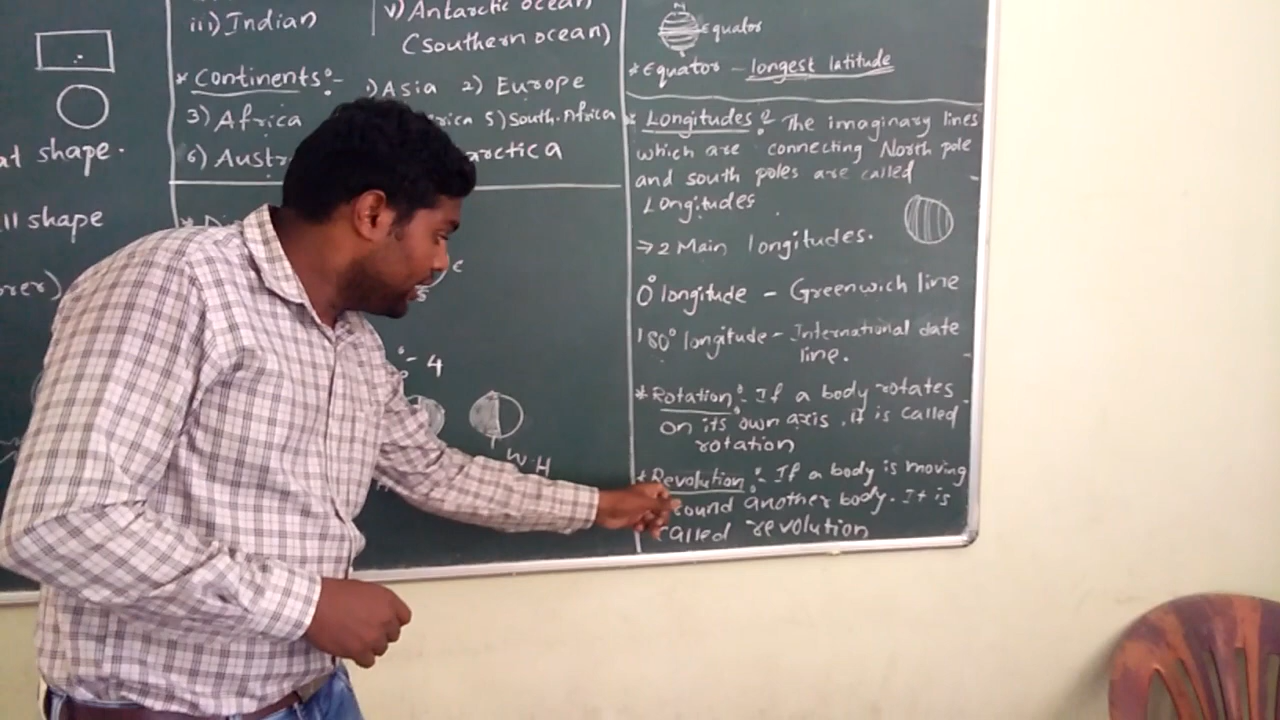 at shape.
ll shape
rer)
iii) Indian
v) Antarctic ocean
(southern ocean)
* Continents:-
1) Asia 2) Europe
3) Africa rica 5) South. Africa
6) Austr arctica
c
:- 4
W.H
Equator
* Equator - longest latitude
* Longitudes: The imaginary lines
which are connecting North pole
and south poles are called
Longitudes
→ 2 Main longitudes.
0° longitude - Greenwich line
180° longitude - International date
line.
* Rotation:- If a body rotates
on its own axis. It is called
rotation
* Revolution:- If a body is moving
round another body. It is
called revolution